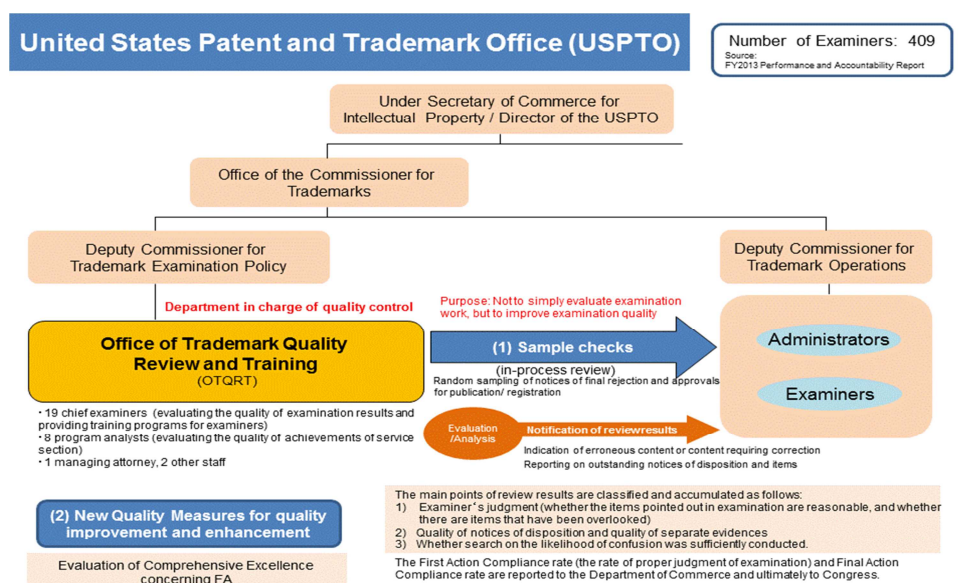 United States Patent and Trademark Office (USPTO)
Number of Examiners: 409
Source:
FY2013 Performance and Accountability Report
Under Secretary of Commerce for
Intellectual Property / Director of the USPTO
Office of the Commissioner for
Trademarks
Deputy Commissioner for
Trademark Examination Policy
Deputy Commissioner for
Trademark Operations
Department in charge of quality control
Purpose: Not to simply evaluate examination
work, but to improve examination quality
Office of Trademark Quality
Review and Training
(OTQRT)
(1) Sample checks
(in-process review)
Random sampling of notices of final rejection and approvals
for publication/ registration
Administrators
Examiners
・19 chief examiners (evaluating the quality of examination results and
providing training programs for examiners)
・8 program analysts (evaluating the quality of achievements of service
section)
・1 managing attorney, 2 other staff
Evaluation
/Analysis
Notification of reviewresults
Indication of erroneous content or content requiring correction
Reporting on outstanding notices of disposition and items
(2) New Quality Measures for quality
improvement and enhancement
Evaluation of Comprehensive Excellence
concerning FA
The main points of review results are classified and accumulated as follows:
1) Examiner's judgment (whether the items pointed out in examination are reasonable, and whether
there are items that have been overlooked)
2) Quality of notices of disposition and quality of separate evidences
3) Whether search on the likelihood of confusion was sufficiently conducted.
The First Action Compliance rate (the rate of proper judgment of examination) and Final Action
Compliance rate are reported to the Department of Commerce and ultimately to Congress.